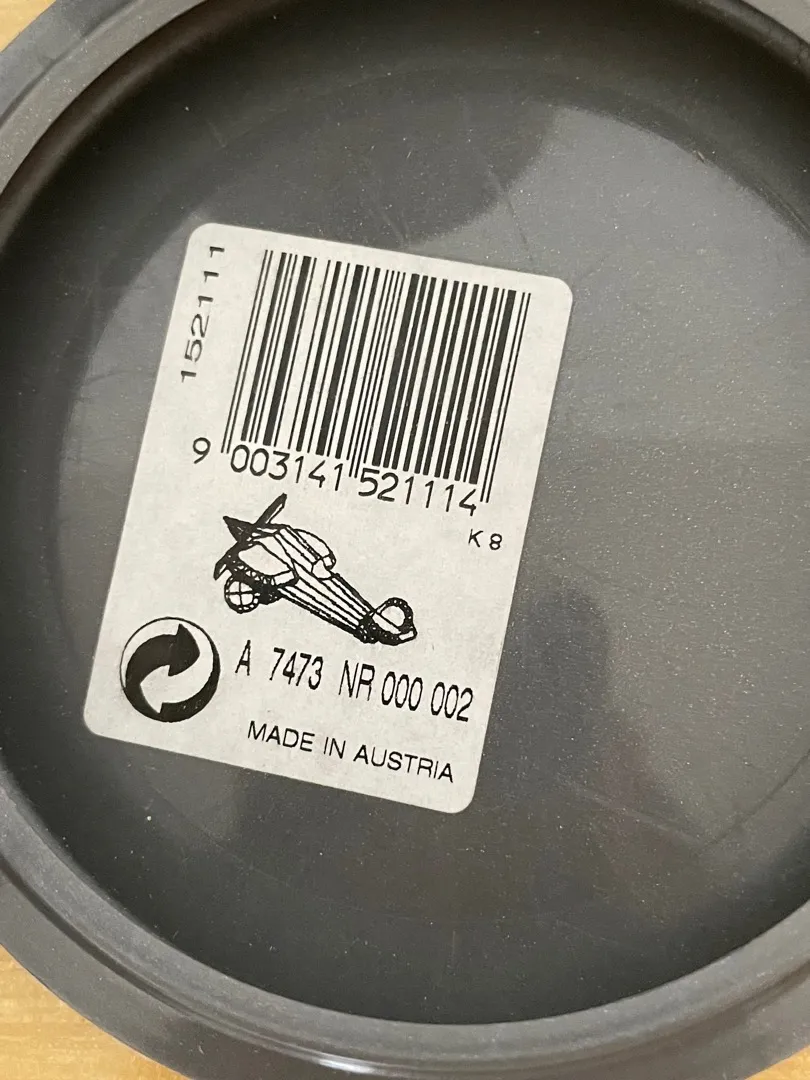 152111
9 003141 521114
K 8
A 7473 NR 000 002
MADE IN AUSTRIA